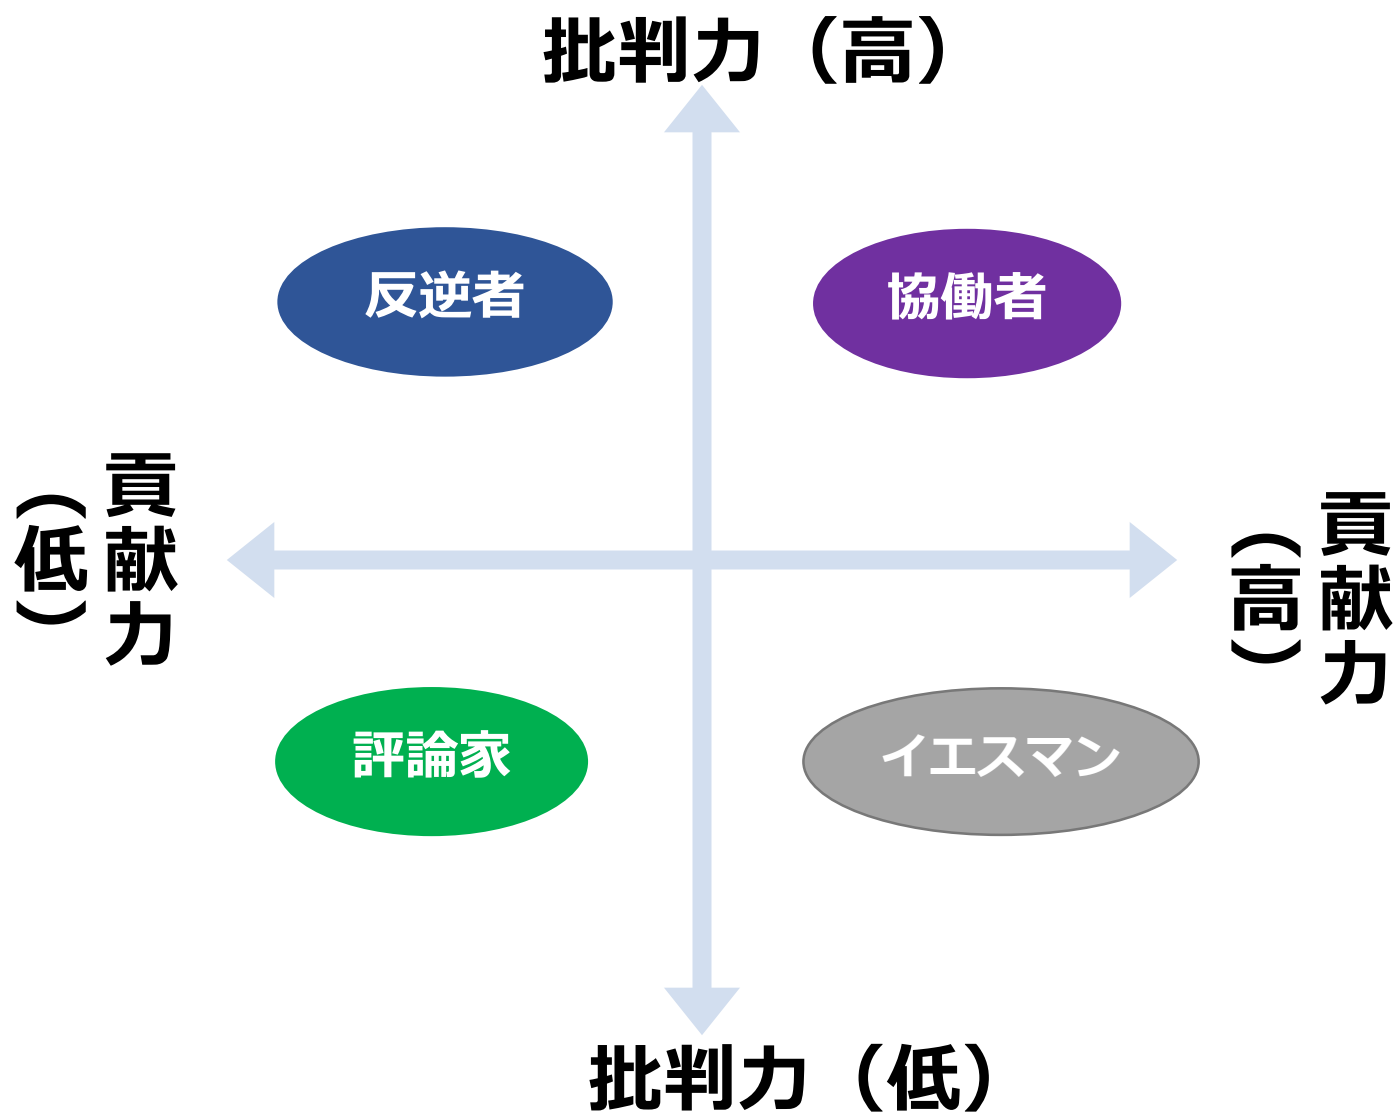 批判力（高）
反逆者
協働者
貢献力
（低）
貢献力
（高）
評論家
イエスマン
批判力（低）